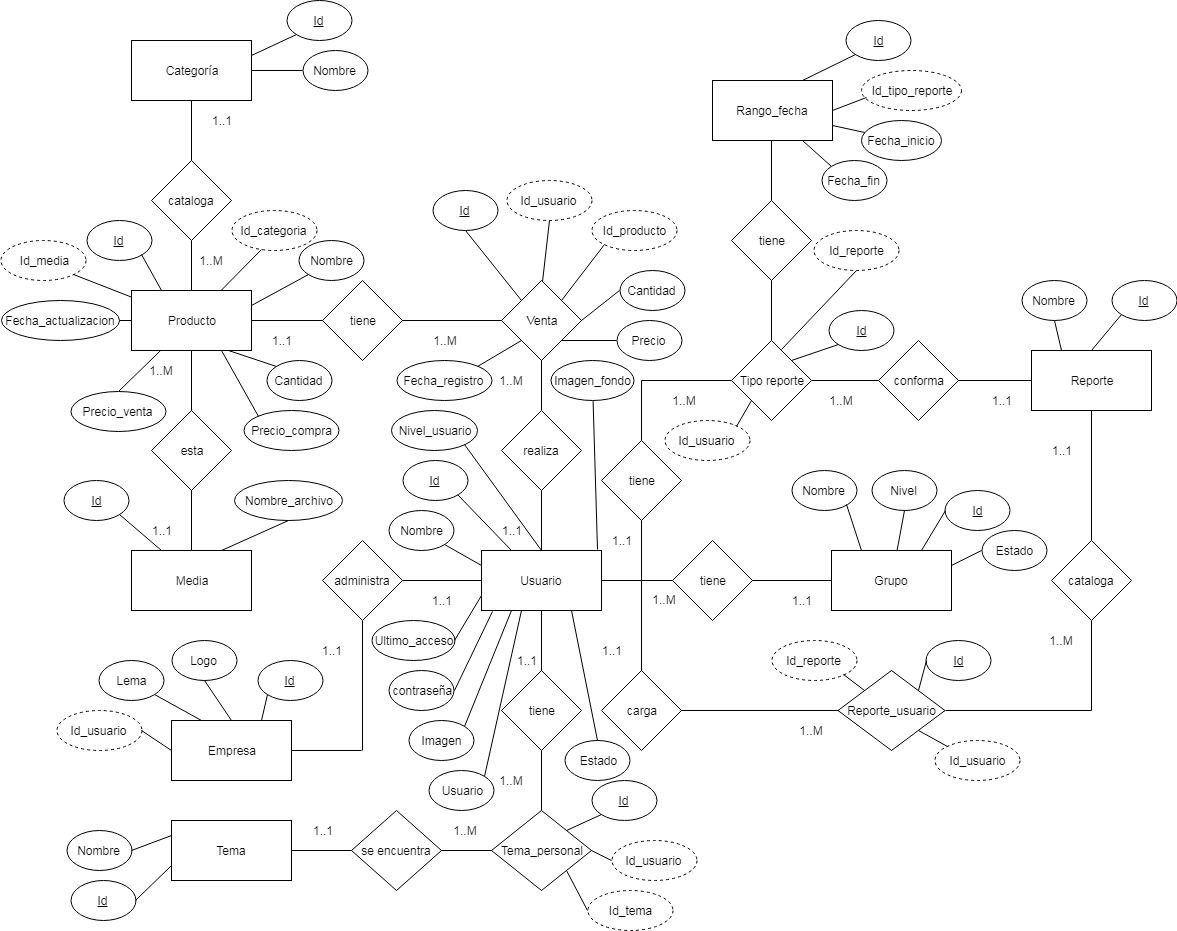 Id
Categoría
Nombre
1..1
cataloga
Id
Id_tipo_reporte
Rango_fecha
Fecha_inicio
Fecha_fin
Id_categoria
Id
Id_media
1..M
Nombre
Fecha_actualizacion
Producto
1..1
tiene
1..M
Id
Id_usuario
Id_producto
Cantidad
Venta
Precio
tiene
Id_reporte
Id
Nombre
Id
Cantidad
1..M
Precio_venta
Precio_compra
Fecha_registro
1..M
Imagen_fondo
Tipo reporte
1..M
1..M
conforma
1..1
Reporte
Id_usuario
Nivel_usuario
esta
realiza
1..1
Id
tiene
Nombre
Nivel
Id
Id
Nombre_archivo
1..1
Nombre
1..1
1..1
Estado
Media
administra
1..1
Usuario
1..M
tiene
1..1
Grupo
cataloga
Ultimo_acceso
1..1
1..1
1..1
1..M
Logo
Id
Lema
contraseña
Id_reporte
Id
Id_usuario
Empresa
tiene
carga
Reporte_usuario
1..M
Imagen
Estado
Id_usuario
Usuario
1..M
Id
1..1
1..M
Nombre
Tema
se encuentra
Tema_personal
Id_usuario
Id
Id_tema